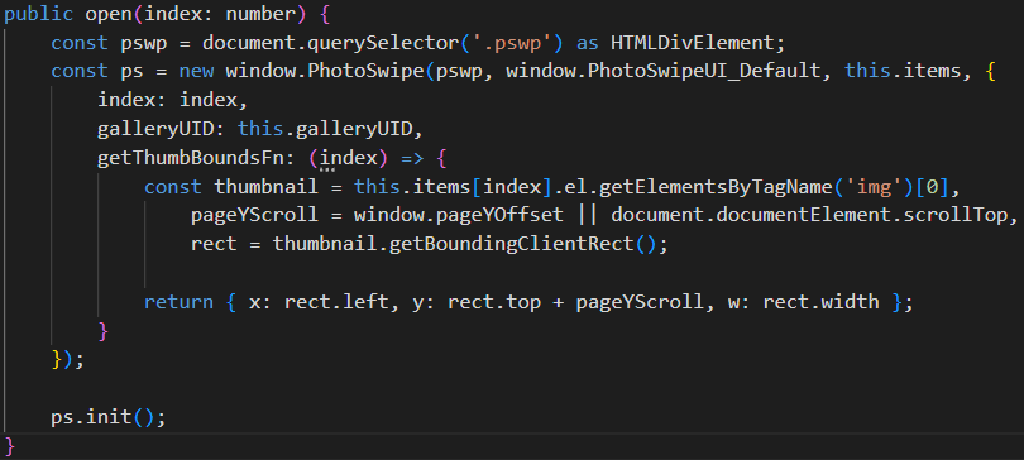 public open(index: number) {
    const pswp = document.querySelector('.pswp') as HTMLDivElement;
    const ps = new window.PhotoSwipe(pswp, window.PhotoSwipeUI_Default, this.items, {
        index: index,
        galleryUID: this.galleryUID,
        getThumbBoundsFn: (index) => {
            const thumbnail = this.items[index].el.getElementsByTagName('img')[0],
                pageYScroll = window.pageYOffset || document.documentElement.scrollTop,
                rect = thumbnail.getBoundingClientRect();

            return { x: rect.left, y: rect.top + pageYScroll, w: rect.width };
        }
    });

    ps.init();
}